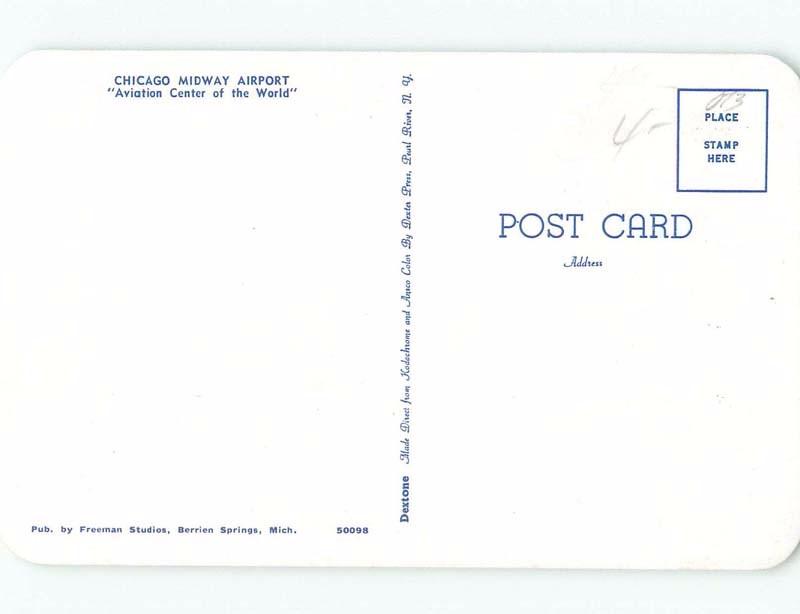 CHICAGO MIDWAY AIRPORT
"Aviation Center of the World"
Pub. by Freeman Studios, Berrien Springs, Mich. 50098
Dextone Made Direct from Kodachrome and Ansco Color By Dexter Press, Pearl River, N. Y.
4-
PLACE
STAMP
HERE
POST CARD
Address